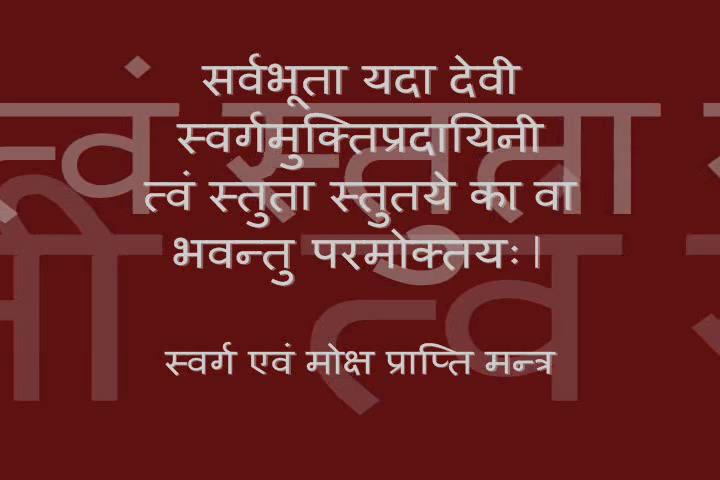 सर्वभूता यदा देवी
स्वर्गमुक्तिप्रदायिनी
त्वं स्तुता स्तुतये का वा
भवन्तु परमोक्तयः।
स्वर्ग एवं मोक्ष प्राप्ति मन्त्र